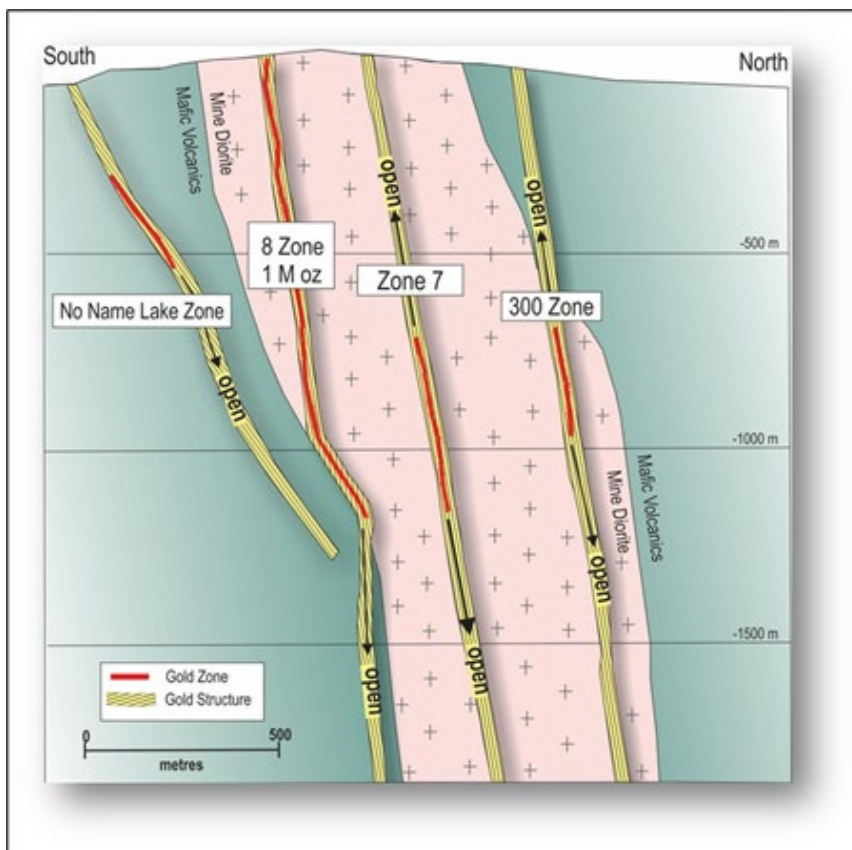 South
North
Mafic Volcanics
Mine Diorite
open
open
-500 m
8 Zone
1 M oz
Zone 7
No Name Lake Zone
300 Zone
open
-1000 m
Mine Diorite
Mafic Volcanics
open
-1500 m
open
open
Gold Zone
Gold Structure
0
500
metres